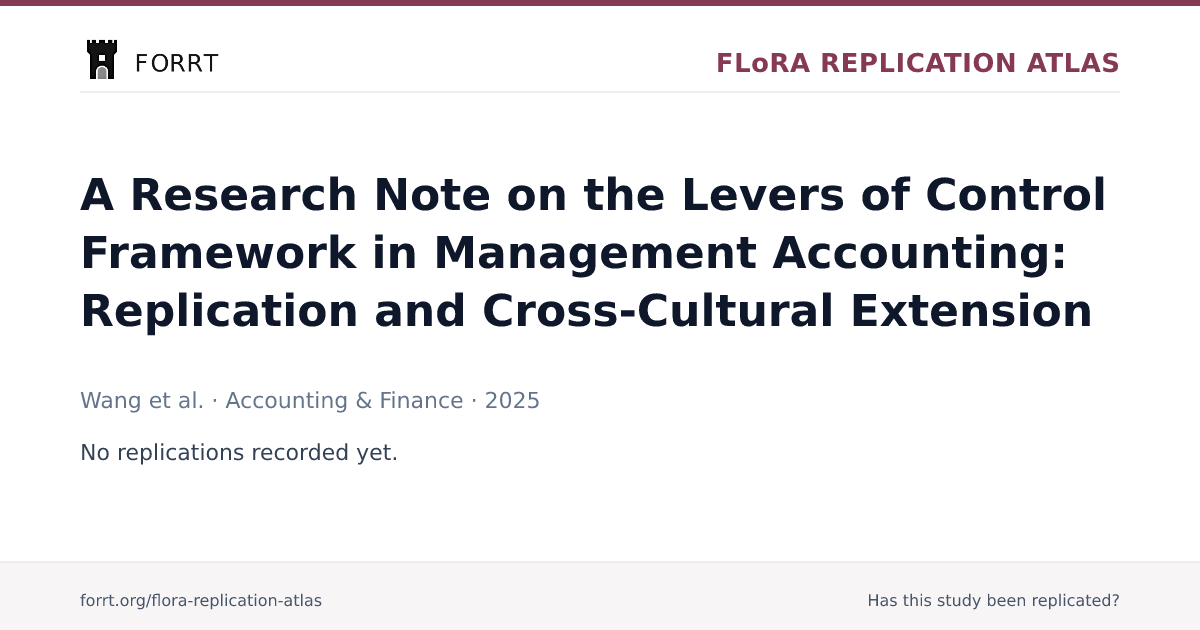 FORRT
FLoRA REPLICATION ATLAS
A Research Note on the Levers of Control
Framework in Management Accounting:
Replication and Cross-Cultural Extension
Wang et al. · Accounting & Finance · 2025
No replications recorded yet.
forrt.org/flora-replication-atlas
Has this study been replicated?